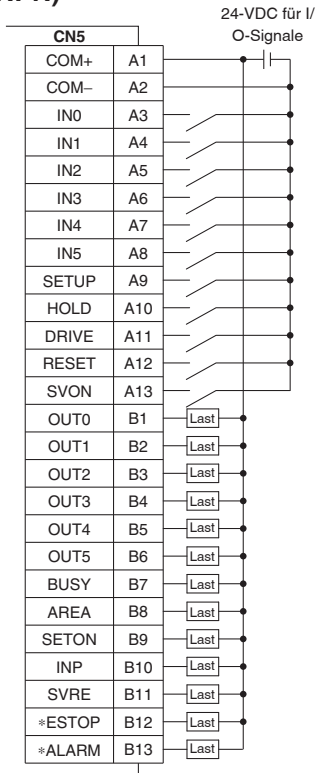 24-VDC für I/
O-Signale
CN5
COM+ A1
COM− A2
IN0 A3
IN1 A4
IN2 A5
IN3 A6
IN4 A7
IN5 A8
SETUP A9
HOLD A10
DRIVE A11
RESET A12
SVON A13
OUT0 B1 Last
OUT1 B2 Last
OUT2 B3 Last
OUT3 B4 Last
OUT4 B5 Last
OUT5 B6 Last
BUSY B7 Last
AREA B8 Last
SETON B9 Last
INP B10 Last
SVRE B11 Last
*ESTOP B12 Last
*ALARM B13 Last